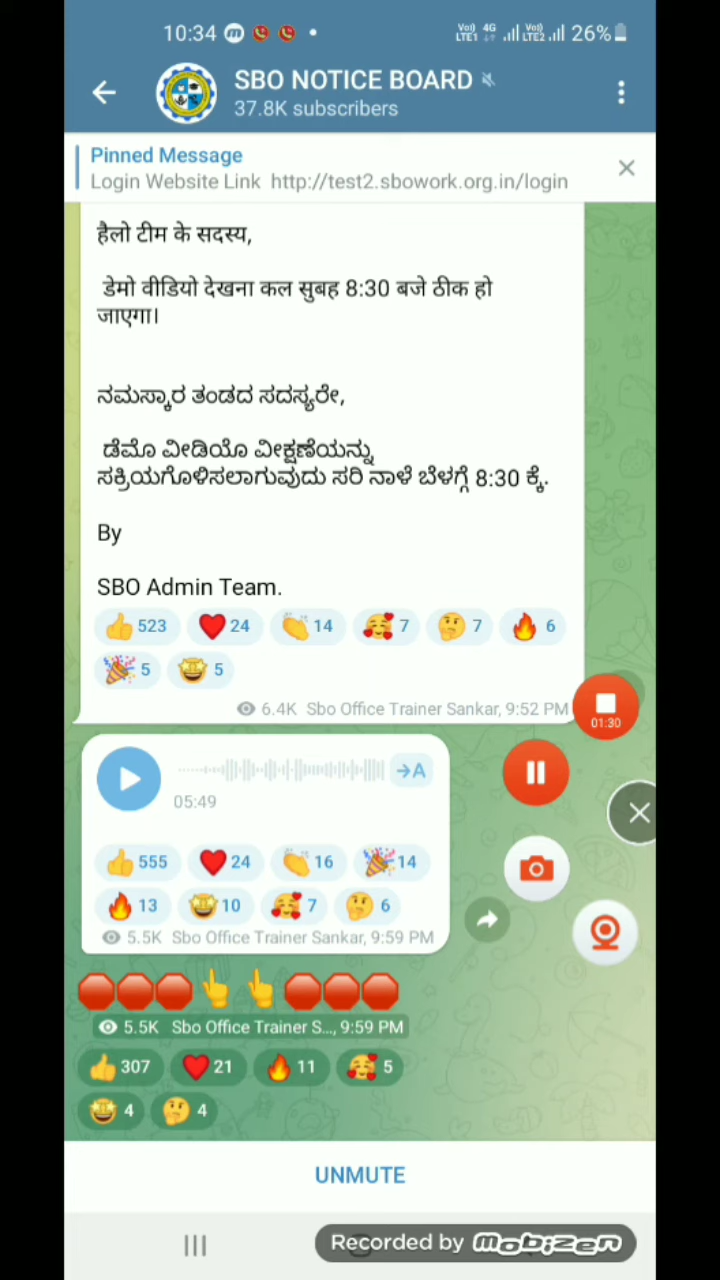 10:34
Vo)) LTE1 4G Vo)) LTE2 26%
SBO NOTICE BOARD
37.8K subscribers
Pinned Message
Login Website Link http://test2.sbowork.org.in/login
हैलो टीम के सदस्य,
डेमो वीडियो देखना कल सुबह 8:30 बजे ठीक हो
जाएगा।
ನಮಸ್ಕಾರ ತಂಡದ ಸದಸ್ಯರೇ,
ಡೆಮೊ ವೀಡಿಯೊ ವೀಕ್ಷಣೆಯನ್ನು
ಸಕ್ರಿಯಗೊಳಿಸಲಾಗುವುದು ಸರಿ ನಾಳೆ ಬೆಳಗ್ಗೆ 8:30 ಕ್ಕೆ.
By
SBO Admin Team.
523 24 14 7 7 6
5 5
6.4K Sbo Office Trainer Sankar, 9:52 PM
01:30
→A
05:49
555 24 16 14
13 10 7 6
5.5K Sbo Office Trainer Sankar, 9:59 PM
5.5K Sbo Office Trainer S..., 9:59 PM
307 21 11 5
4 4
UNMUTE
Recorded by mobizen